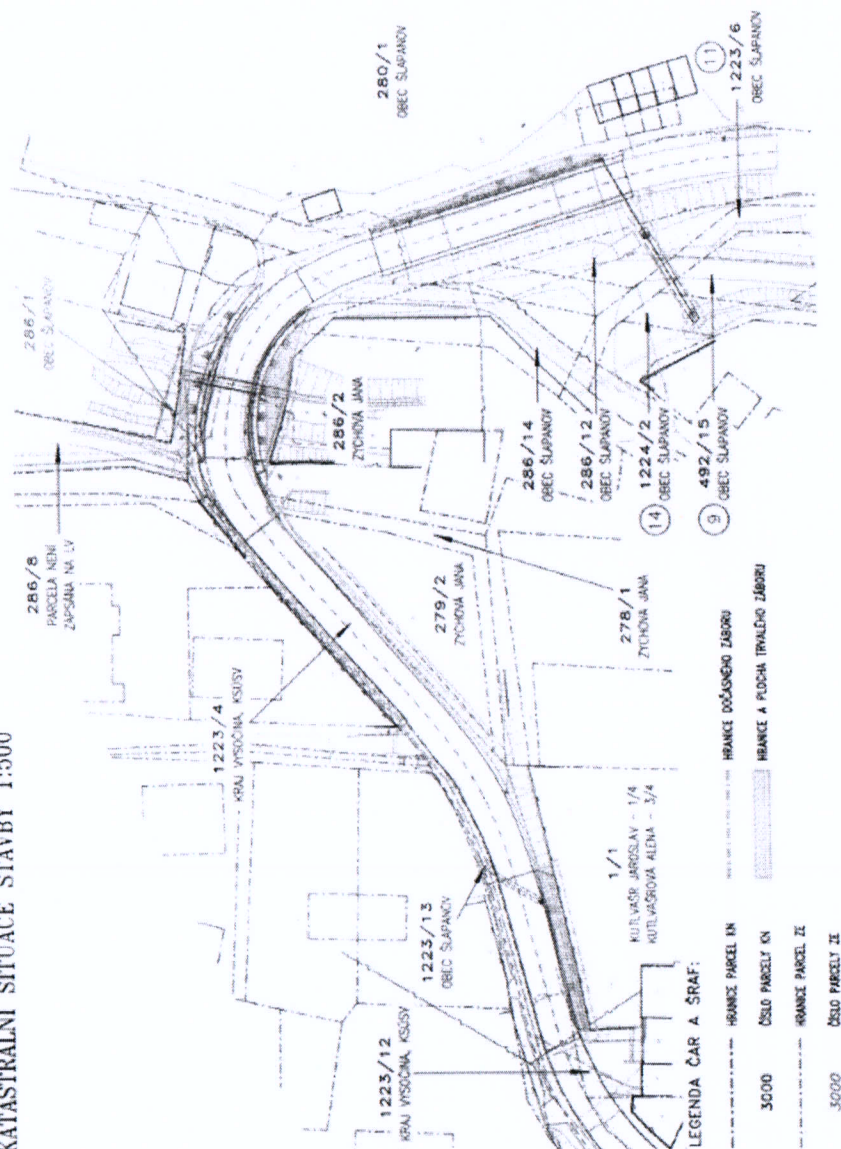 KATASTRÁLNÍ SITUACE STAVBY 1:500
286/8
PARCELA NENÍ
ZAPSÁNA NA LV
286/1
OBEC ŠLAPANOV
280/1
OBEC ŠLAPANOV
1223/4
KRAJ VYSOČINA, KSÚSV
286/2
ZYCHOVÁ JANA
11
1223/6
OBEC ŠLAPANOV
1223/12
KRAJ VYSOČINA, KSÚSV
1223/13
OBEC ŠLAPANOV
279/2
ZYCHOVÁ JANA
286/14
OBEC ŠLAPANOV
286/12
OBEC ŠLAPANOV
14
1224/2
OBEC ŠLAPANOV
9
492/15
OBEC ŠLAPANOV
278/1
ZYCHOVÁ JANA
1/1
KUTLVAŠR JAROSLAV - 1/4
KUTLVAŠROVÁ ALENA - 3/4
LEGENDA ČAR A ŠRAF:
HRANICE PARCEL KN
HRANICE DOČASNÉHO ZÁBORU
3000 ČÍSLO PARCELY KN
HRANICE A PLOCHA TRVALÉHO ZÁBORU
HRANICE PARCEL ZE
3000 ČÍSLO PARCELY ZE